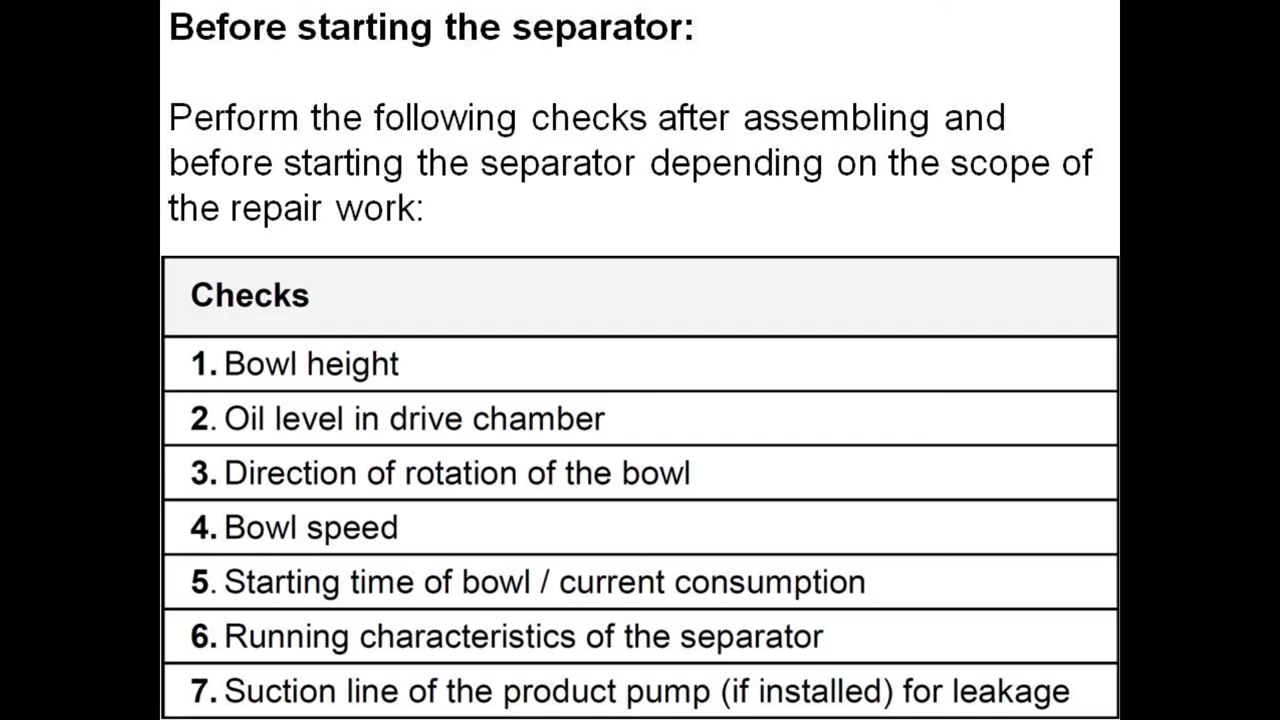 Before starting the separator:
Perform the following checks after assembling and
before starting the separator depending on the scope of
the repair work:
Checks
1. Bowl height
2. Oil level in drive chamber
3. Direction of rotation of the bowl
4. Bowl speed
5. Starting time of bowl / current consumption
6. Running characteristics of the separator
7. Suction line of the product pump (if installed) for leakage